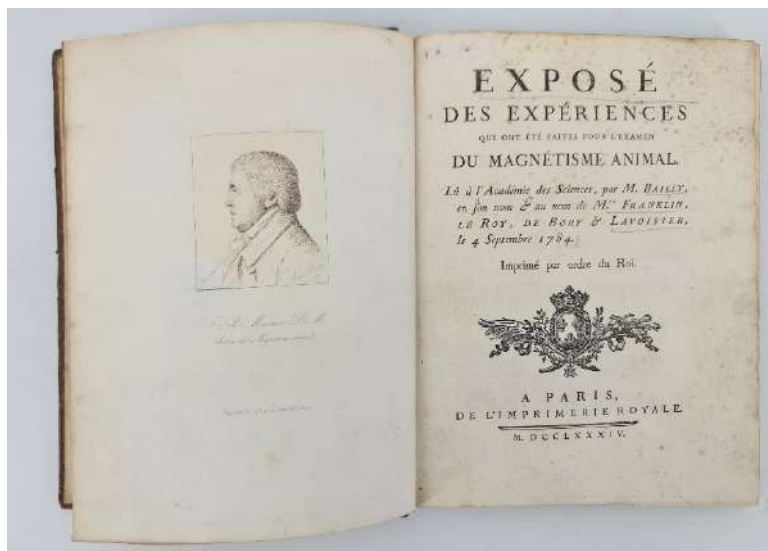 EXPOSÉ
DES EXPÉRIENCES
QUI ONT ÉTÉ FAITES POUR L'EXAMEN
DU MAGNÉTISME ANIMAL.
Lû à l'Académie des Sciences, par M. BAILLY,
en son nom & au nom de M.rs FRANKLIN,
LE ROY, DE BORY & LAVOISIER,
le 4 Septembre 1784.
Imprimé par ordre du Roi.
A PARIS,
DE L'IMPRIMERIE ROYALE.
M. DCCLXXXIV.